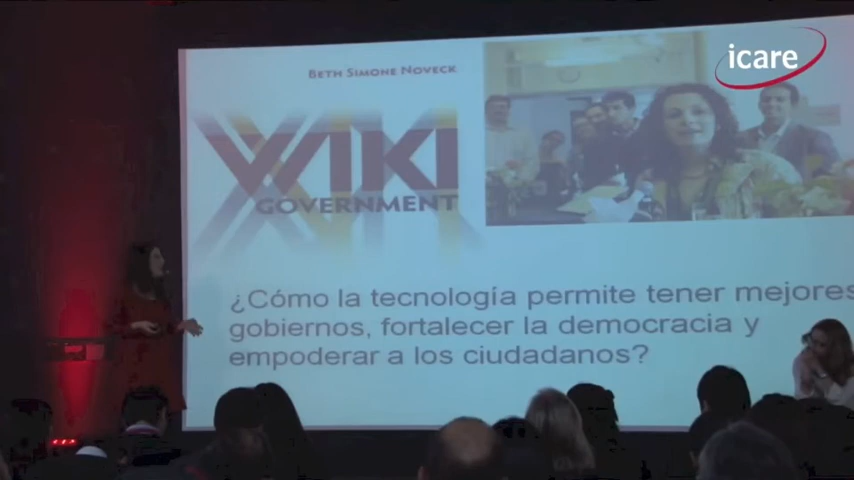 icare
BETH SIMONE NOVECK
WIKI
GOVERNMENT
¿Cómo la tecnología permite tener mejores
gobiernos, fortalecer la democracia y
empoderar a los ciudadanos?